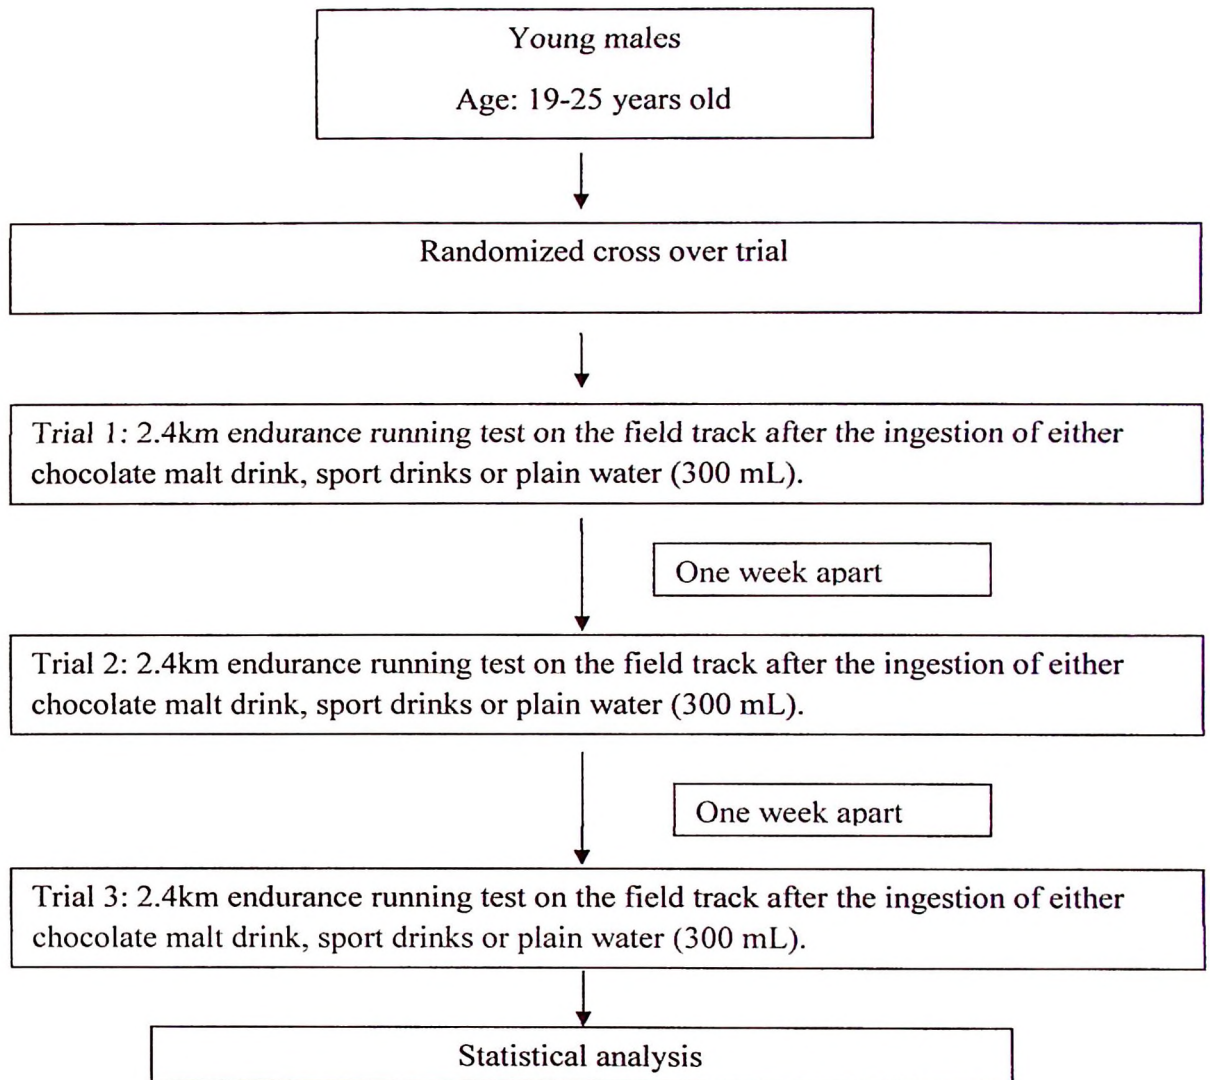 Young males
Age: 19-25 years old
Randomized cross over trial
Trial 1: 2.4km endurance running test on the field track after the ingestion of either
chocolate malt drink, sport drinks or plain water (300 mL).
One week apart
Trial 2: 2.4km endurance running test on the field track after the ingestion of either
chocolate malt drink, sport drinks or plain water (300 mL).
One week apart
Trial 3: 2.4km endurance running test on the field track after the ingestion of either
chocolate malt drink, sport drinks or plain water (300 mL).
Statistical analysis